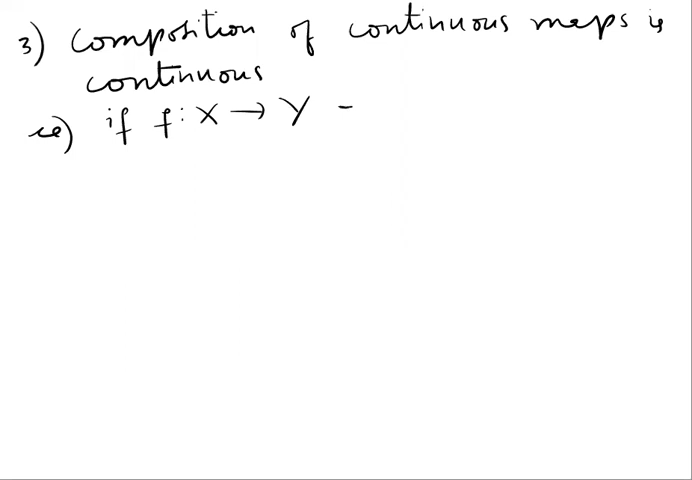 3) Composition of continuous maps is
continuous
ie) if f: X → Y -